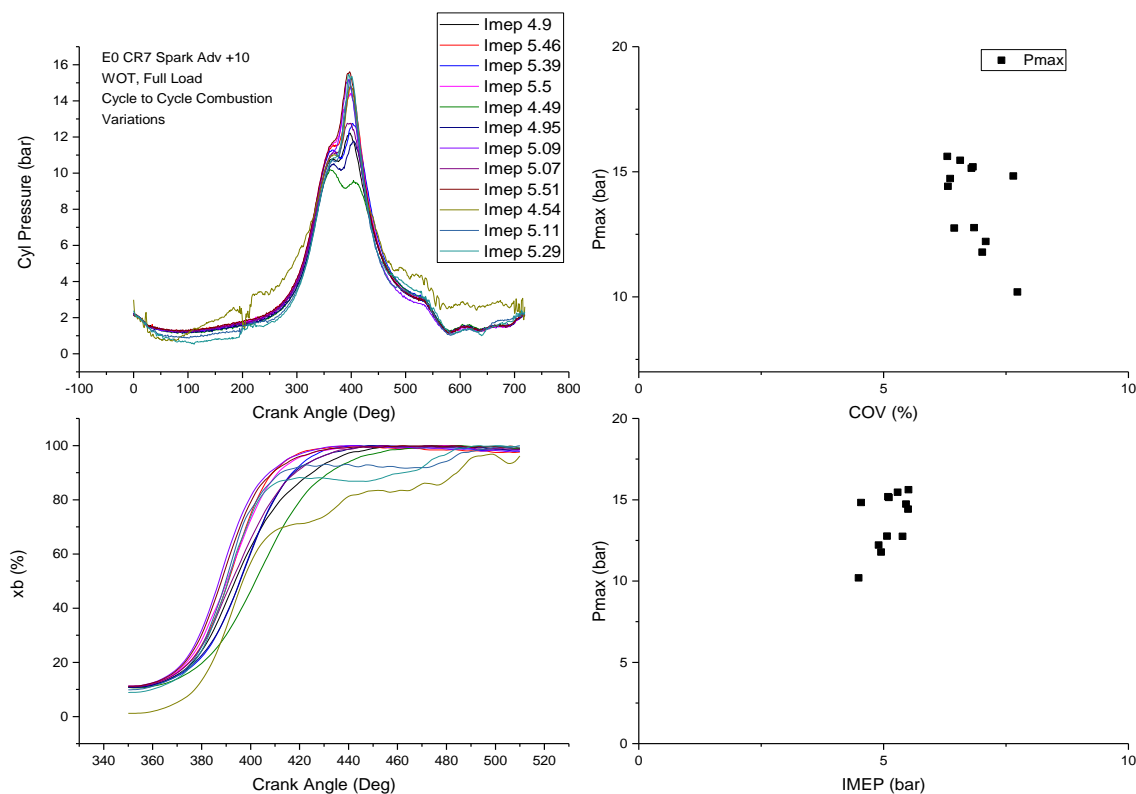 E0 CR7 Spark Adv +10
WOT, Full Load
Cycle to Cycle Combustion
Variations
Imep 4.9
Imep 5.46
Imep 5.39
Imep 5.5
Imep 4.49
Imep 4.95
Imep 5.09
Imep 5.07
Imep 5.51
Imep 4.54
Imep 5.11
Imep 5.29
Cyl Pressure (bar)
16
14
12
10
8
6
4
2
0
-100 0 100 200 300 400 500 600 700 800
Crank Angle (Deg)
Pmax
Pmax (bar)
20
15
10
0 5 10
COV (%)
xb (%)
100
80
60
40
20
0
340 360 380 400 420 440 460 480 500 520
Crank Angle (Deg)
Pmax (bar)
20
15
10
5
0
0 5 10
IMEP (bar)